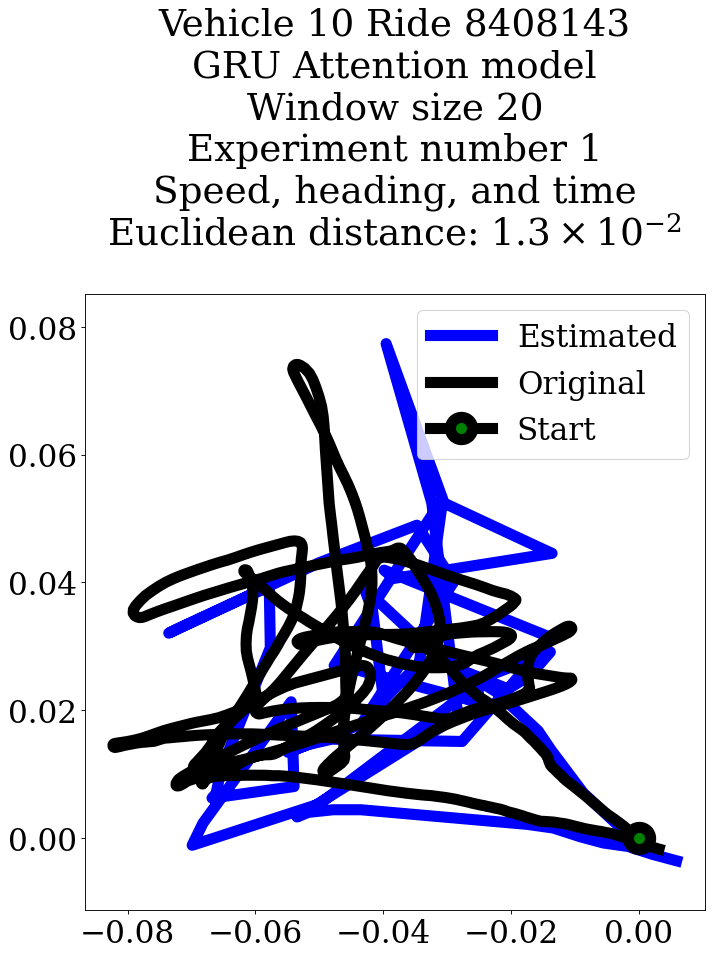 Vehicle 10 Ride 8408143
GRU Attention model
Window size 20
Experiment number 1
Speed, heading, and time
Euclidean distance: 1.3 × 10⁻²
Estimated
Original
Start
0.08
0.06
0.04
0.02
0.00
−0.08 −0.06 −0.04 −0.02 0.00